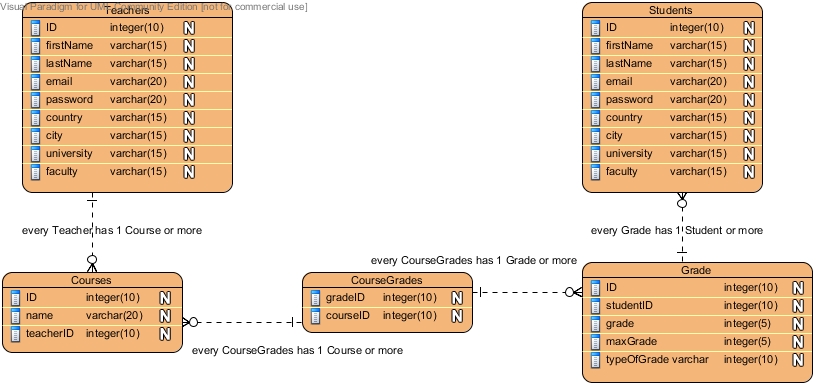 Visual Paradigm for UML Community Edition [not for commercial use]
Teachers
ID integer(10) N
firstName varchar(15) N
lastName varchar(15) N
email varchar(20) N
password varchar(20) N
country varchar(15) N
city varchar(15) N
university varchar(15) N
faculty varchar(15) N
Students
ID integer(10) N
firstName varchar(15) N
lastName varchar(15) N
email varchar(20) N
password varchar(20) N
country varchar(15) N
city varchar(15) N
university varchar(15) N
faculty varchar(15) N
every Teacher has 1 Course or more
every Grade has 1 Student or more
every CourseGrades has 1 Grade or more
Courses
ID integer(10) N
name varchar(20) N
teacherID integer(10) N
CourseGrades
gradeID integer(10) N
courseID integer(10) N
Grade
ID integer(10) N
studentID integer(10) N
grade integer(5) N
maxGrade integer(5) N
typeOfGrade varchar integer(10) N
every CourseGrades has 1 Course or more